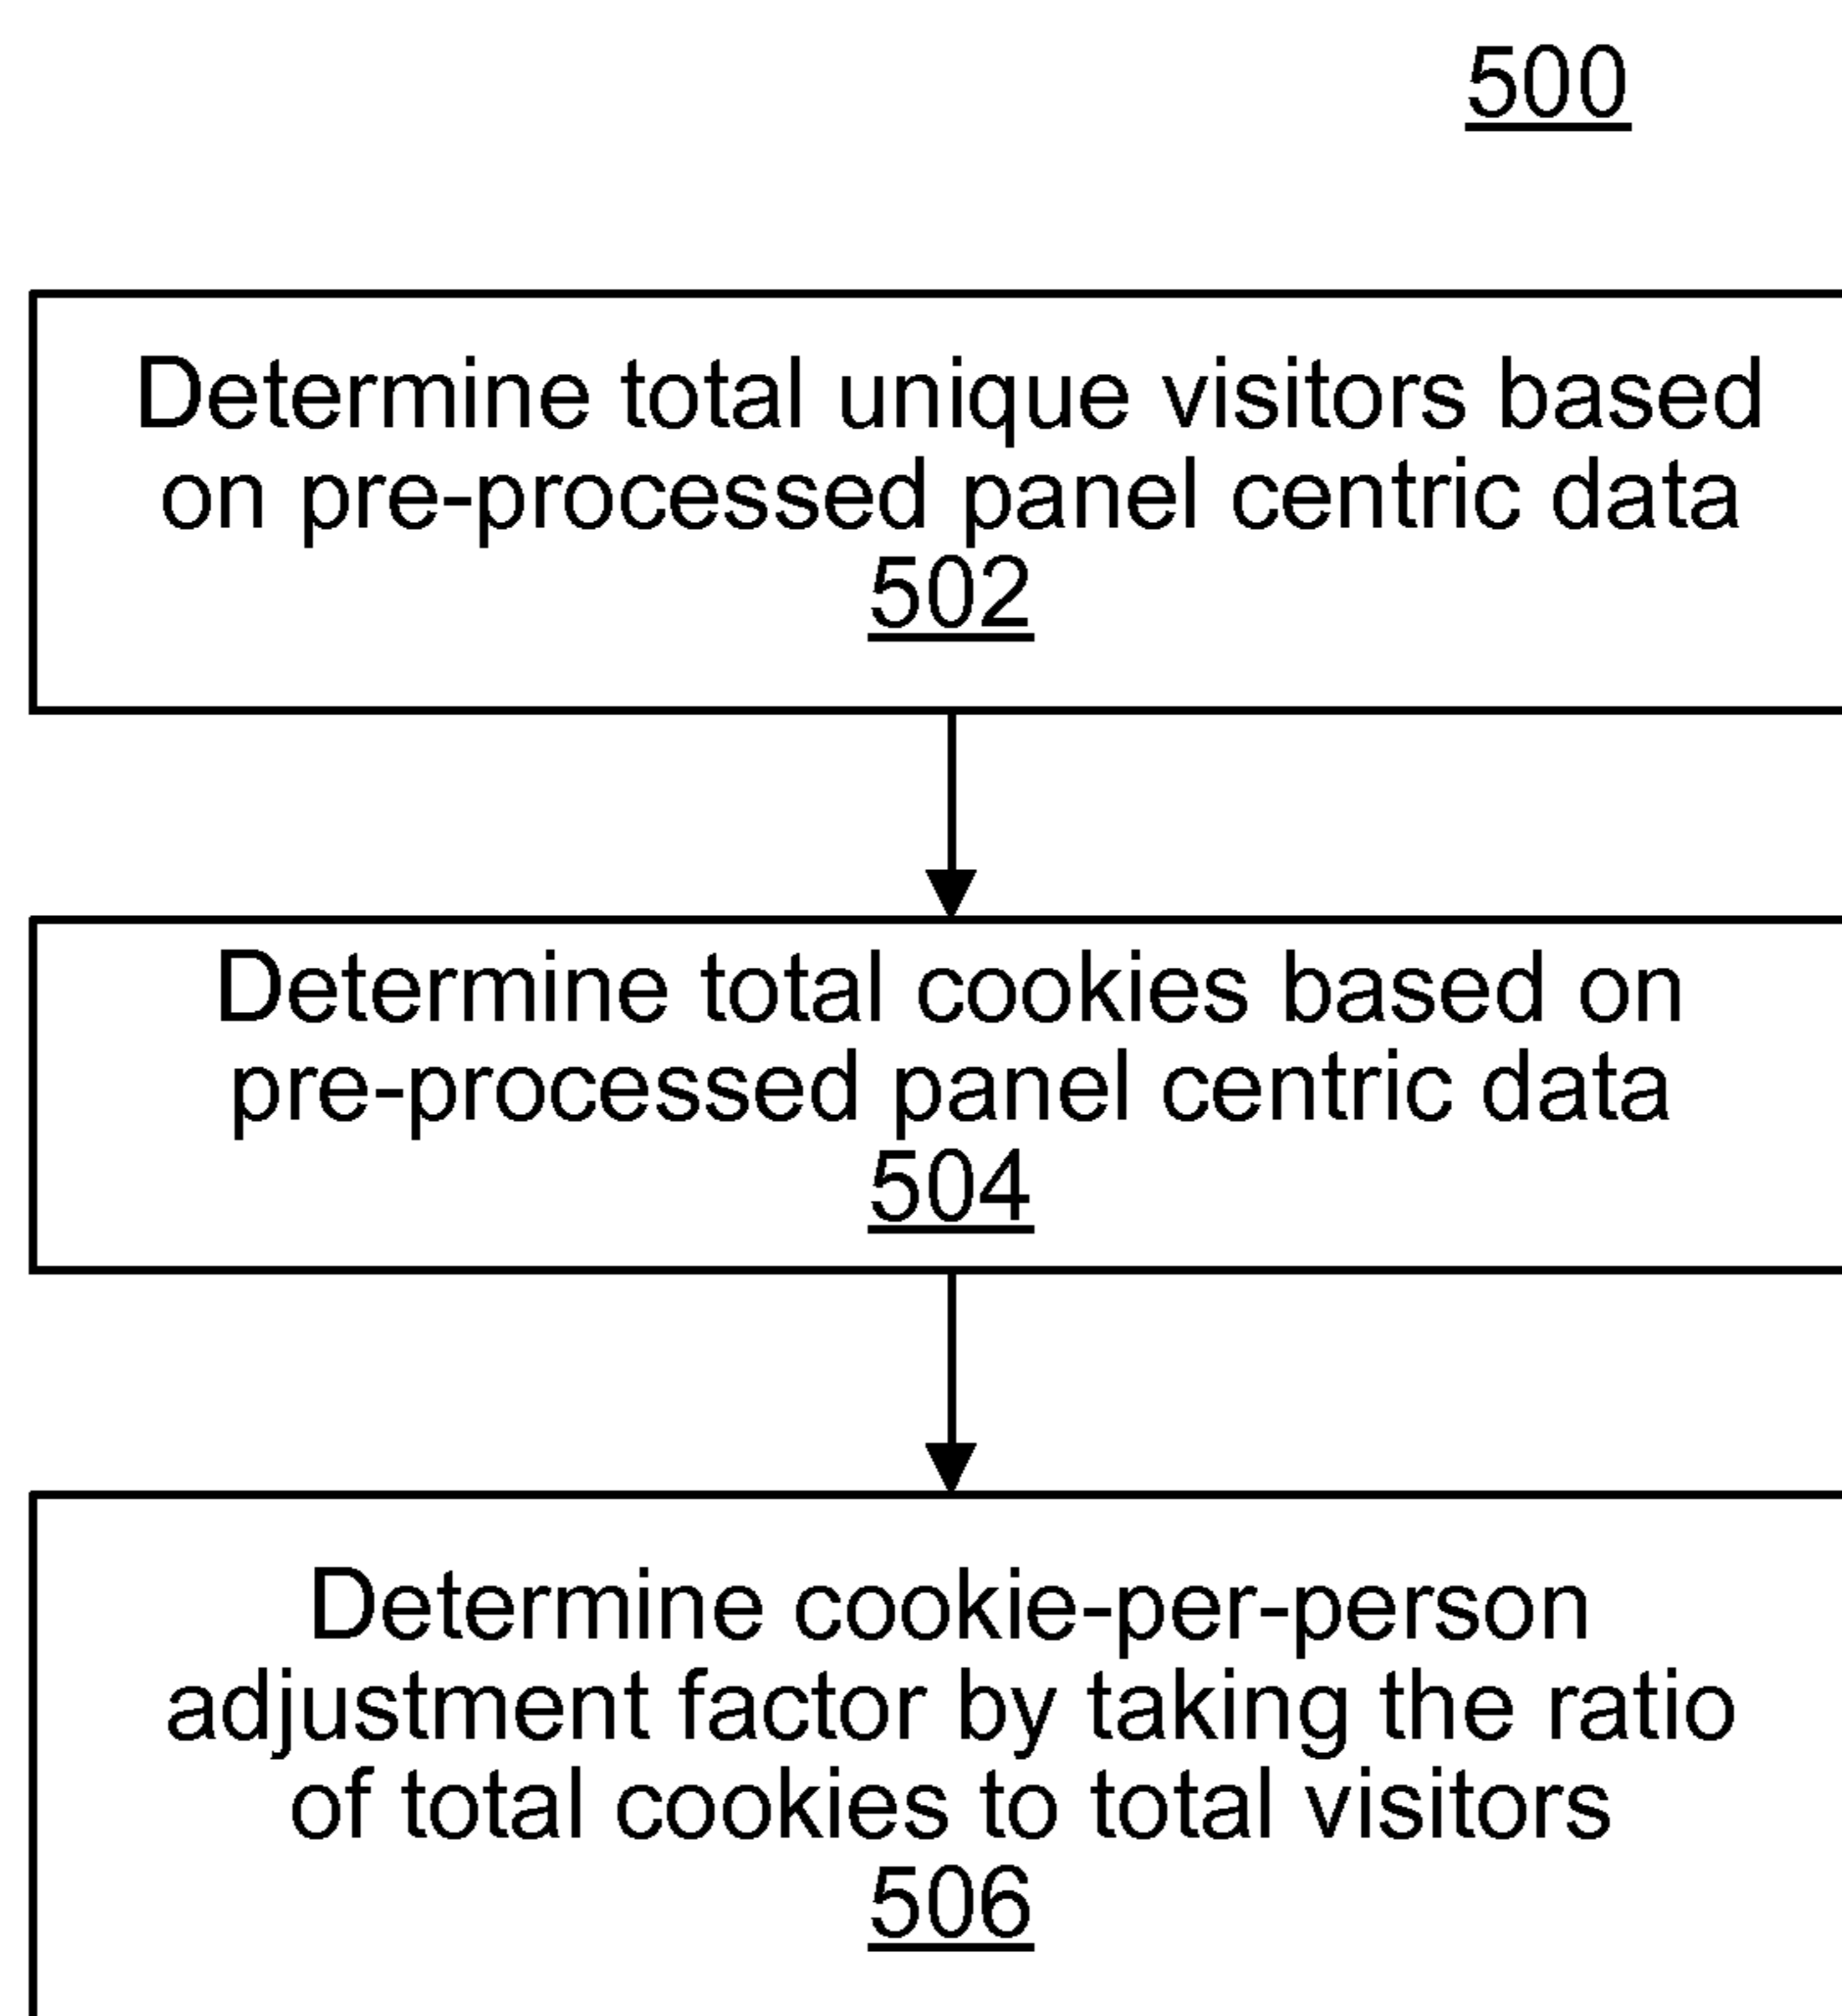 500
Determine total unique visitors based
on pre-processed panel centric data
502
Determine total cookies based on
pre-processed panel centric data
504
Determine cookie-per-person
adjustment factor by taking the ratio
of total cookies to total visitors
506